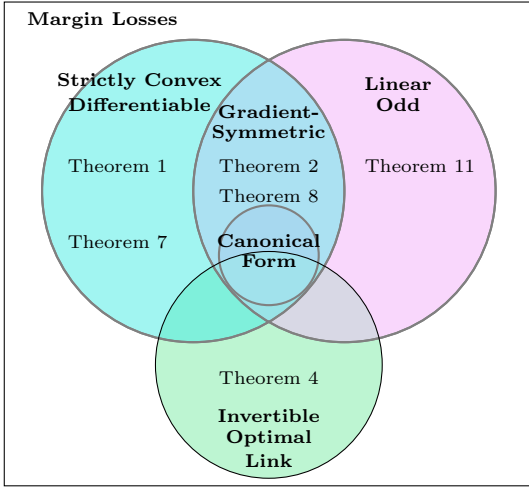 Margin Losses
Strictly Convex
Differentiable
Linear
Odd
Gradient-
Symmetric
Theorem 1
Theorem 2
Theorem 11
Theorem 8
Theorem 7
Canonical
Form
Theorem 4
Invertible
Optimal
Link